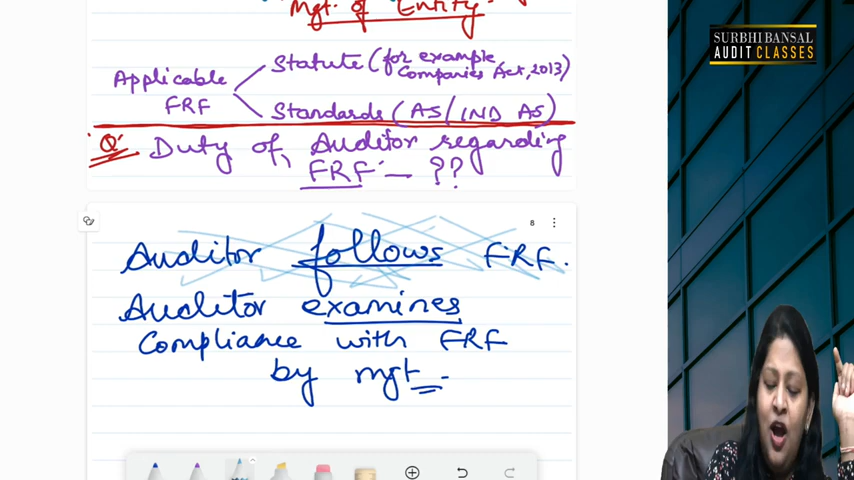 Mgt. of Entity
Applicable FRF
Statute (for example Companies Act, 2013)
Standards (AS/IND AS)
Q. Duty of Auditor regarding
FRF - ??
8
Auditor follows FRF.
Auditor examines
Compliance with FRF
by mgt
SURBHI BANSAL
AUDIT CLASSES